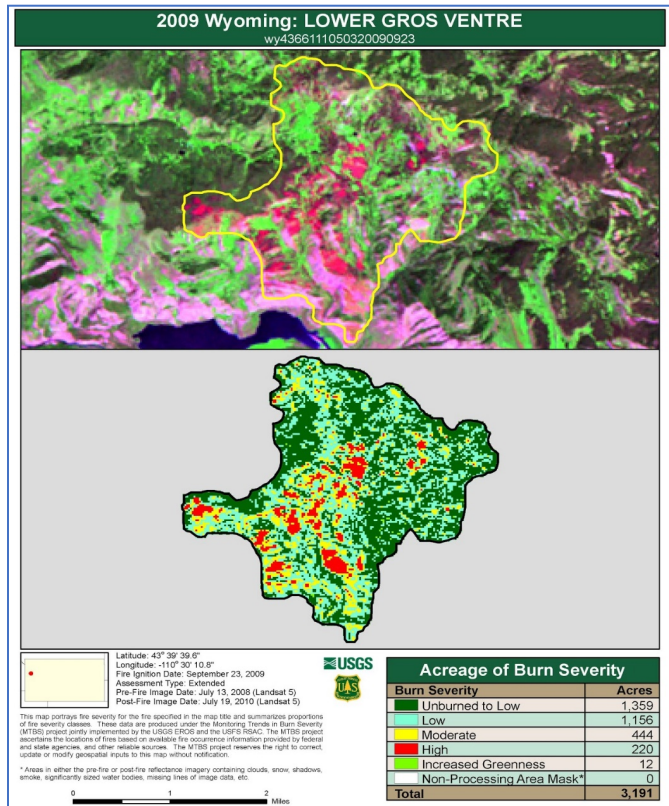 2009 Wyoming: LOWER GROS VENTRE
wy4366111050320090923
Latitude: 43° 39' 39.6"
Longitude: -110° 30' 10.8"
Fire Ignition Date: September 23, 2009
Assessment Type: Extended
Pre-Fire Image Date: July 13, 2008 (Landsat 5)
Post-Fire Image Date: July 19, 2010 (Landsat 5)
USGS
UAS
This map portrays fire severity for the fire specified in the map title and summarizes proportions
of fire severity classes. These data are produced under the Monitoring Trends in Burn Severity
(MTBS) project jointly implemented by the USGS EROS and the USFS RSAC. The MTBS project
ascertains the locations of fires based on available fire occurrence information provided by federal
and state agencies, and other reliable sources. The MTBS project reserves the right to correct,
update or modify geospatial inputs to this map without notification.
* Areas in either the pre-fire or post-fire reflectance imagery containing clouds, snow, shadows,
smoke, significantly sized water bodies, missing lines of image data, etc.
0 1 2
Miles
Acreage of Burn Severity
Burn Severity Acres
Unburned to Low 1,359
Low 1,156
Moderate 444
High 220
Increased Greenness 12
Non-Processing Area Mask* 0
Total 3,191